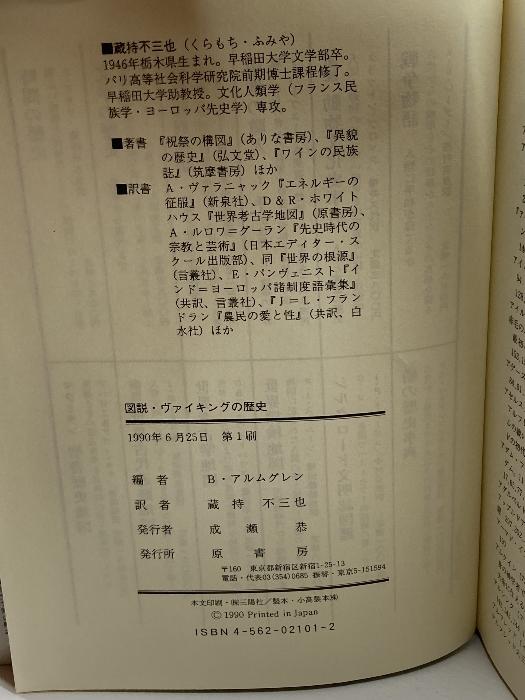 ■蔵持不三也（くらもち・ふみや）
1946年栃木県生まれ。早稲田大学文学部卒。
パリ高等社会科学研究院前期博士課程修了。
早稲田大学助教授。文化人類学（フランス民
族学・ヨーロッパ先史学）専攻。
■著書　『祝祭の構図』（ありな書房）、『異貌
の歴史』（弘文堂）、『ワインの民族
誌』（筑摩書房）ほか
■訳書　A・ヴァラニャック『エネルギーの
征服』（新泉社）、D＆R・ホワイト
ハウス『世界考古学地図』（原書房）、
A・ルロワ＝グーラン『先史時代の
宗教と芸術』（日本エディター・ス
クール出版部）、同『世界の根源』
（言叢社）、E・バンヴェニスト『イ
ンド＝ヨーロッパ諸制度語彙集』
（共訳、言叢社）、『J＝L・フラン
ドラン『農民の愛と性』（共訳、白
水社）ほか
図説・ヴァイキングの歴史
1990年6月25日　第1刷
編者　B・アルムグレン
訳者　蔵持不三也
発行者　成瀬恭
発行所　原書房
〒160　東京都新宿区新宿1-25-13
電話・代表03(354)0685　振替・東京5-151594
本文印刷・㈱三陽社／製本・小高製本㈱
© 1990 Printed in Japan
ISBN 4-562-02101-2